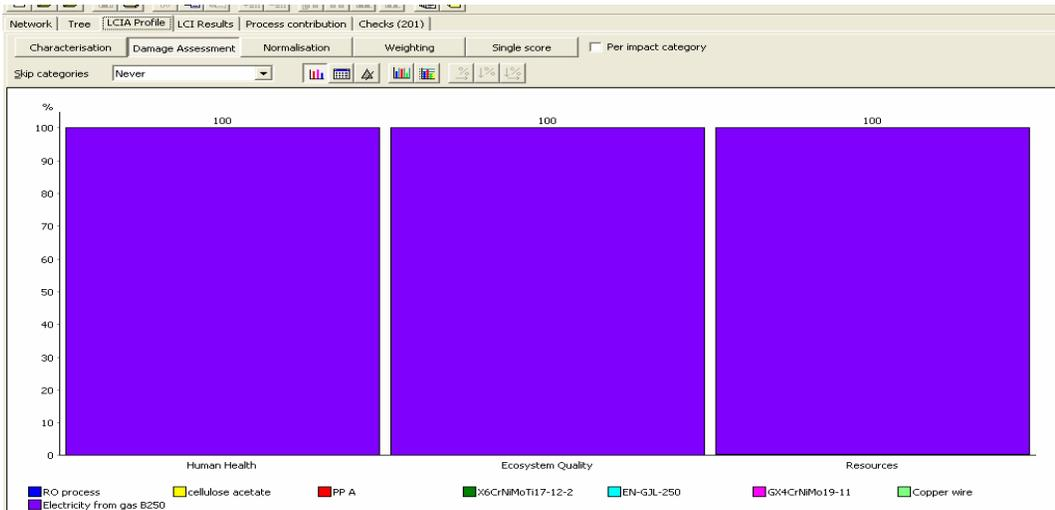 Network Tree LCIA Profile LCI Results Process contribution Checks (201)
Characterisation Damage Assessment Normalisation Weighting Single score Per impact category
Skip categories Never
%
100 100 100
100
90
80
70
60
50
40
30
20
10
0
Human Health Ecosystem Quality Resources
RO process cellulose acetate PP A X6CrNiMoTi17-12-2 EN-GJL-250 GX4CrNiMo19-11 Copper wire
Electricity from gas B250